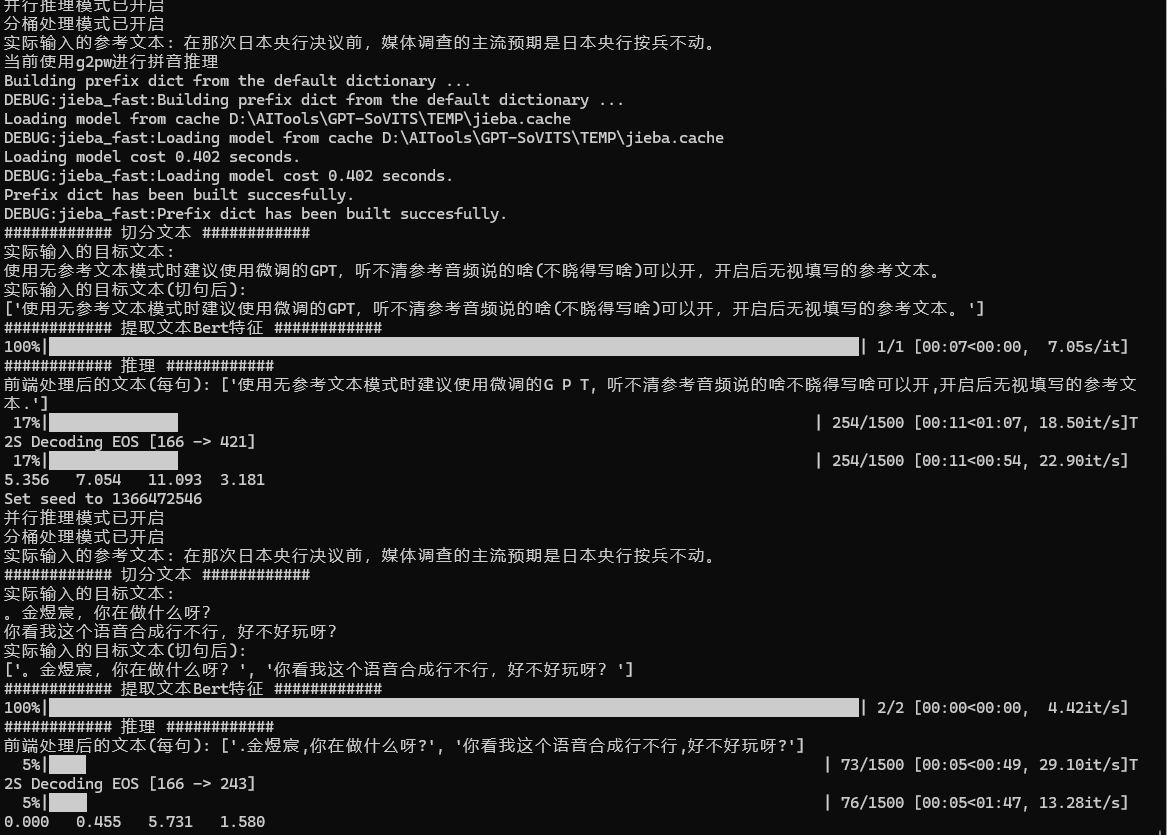 并行推理模式已开启
分桶处理模式已开启
实际输入的参考文本: 在那次日本央行决议前，媒体调查的主流预期是日本央行按兵不动。
当前使用g2pw进行拼音推理
Building prefix dict from the default dictionary ...
DEBUG:jieba_fast:Building prefix dict from the default dictionary ...
Loading model from cache D:\AITools\GPT-SoVITS\TEMP\jieba.cache
DEBUG:jieba_fast:Loading model from cache D:\AITools\GPT-SoVITS\TEMP\jieba.cache
Loading model cost 0.402 seconds.
DEBUG:jieba_fast:Loading model cost 0.402 seconds.
Prefix dict has been built succesfully.
DEBUG:jieba_fast:Prefix dict has been built succesfully.
############ 切分文本 ############
实际输入的目标文本:
使用无参考文本模式时建议使用微调的GPT，听不清参考音频说的啥(不晓得写啥)可以开，开启后无视填写的参考文本。
实际输入的目标文本(切句后):
['使用无参考文本模式时建议使用微调的GPT，听不清参考音频说的啥(不晓得写啥)可以开，开启后无视填写的参考文本。']
############ 提取文本Bert特征 ############
100%| | 1/1 [00:07<00:00,  7.05s/it]
############ 推理 ############
前端处理后的文本(每句): ['使用无参考文本模式时建议使用微调的G P T, 听不清参考音频说的啥不晓得写啥可以开,开启后无视填写的参考文
本.']
17%| | 254/1500 [00:11<01:07, 18.50it/s]T
2S Decoding EOS [166 -> 421]
17%| | 254/1500 [00:11<00:54, 22.90it/s]
5.356   7.054   11.093  3.181
Set seed to 1366472546
并行推理模式已开启
分桶处理模式已开启
实际输入的参考文本: 在那次日本央行决议前，媒体调查的主流预期是日本央行按兵不动。
############ 切分文本 ############
实际输入的目标文本:
。金煜宸，你在做什么呀？
你看我这个语音合成行不行，好不好玩呀？
实际输入的目标文本(切句后):
['。金煜宸，你在做什么呀？', '你看我这个语音合成行不行，好不好玩呀？']
############ 提取文本Bert特征 ############
100%| | 2/2 [00:00<00:00,  4.42it/s]
############ 推理 ############
前端处理后的文本(每句): ['.金煜宸,你在做什么呀?', '你看我这个语音合成行不行,好不好玩呀?']
5%| | 73/1500 [00:05<00:49, 29.10it/s]T
2S Decoding EOS [166 -> 243]
5%| | 76/1500 [00:05<01:47, 13.28it/s]
0.000   0.455   5.731   1.580